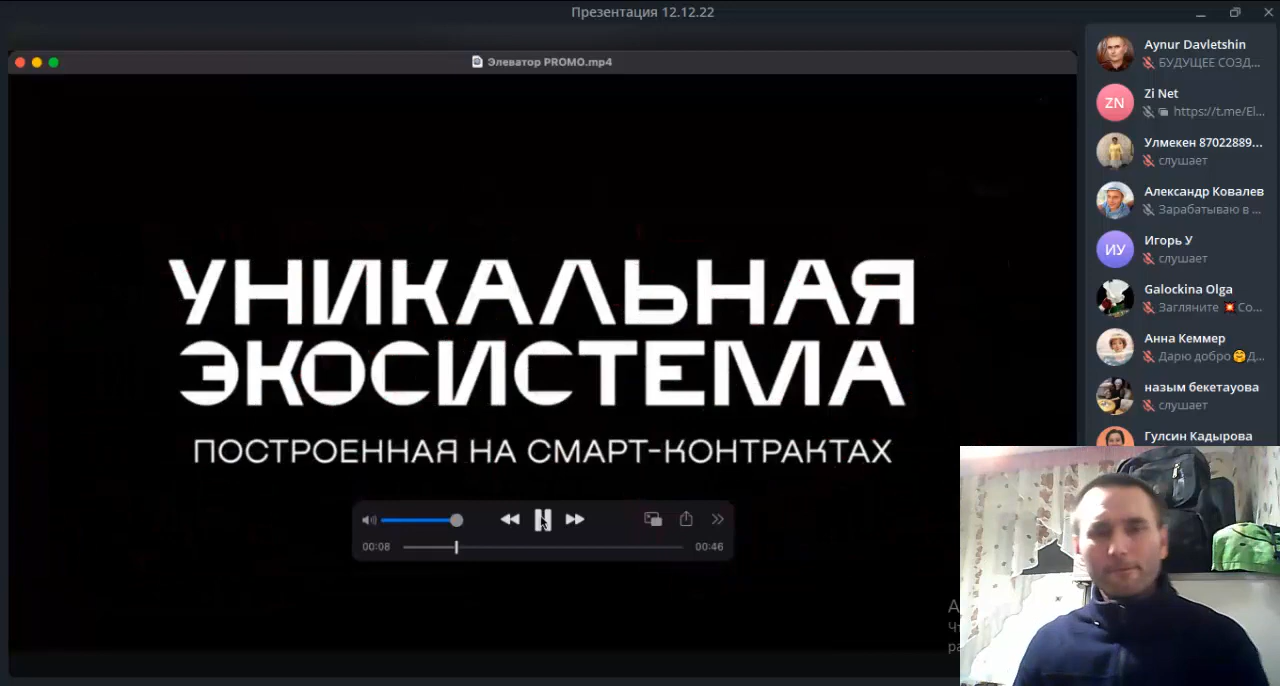 Презентация 12.12.22
Элеватор PROMO.mp4
УНИКАЛЬНАЯ
ЭКОСИСТЕМА
ПОСТРОЕННАЯ НА СМАРТ-КОНТРАКТАХ
00:08
00:46
Aynur Davletshin
БУДУЩЕЕ СОЗД...
ZN
Zi Net
https://t.me/El...
Улмекен 87022889...
слушает
Александр Ковалев
Зарабатываю в ...
ИУ
Игорь У
слушает
Galockina Olga
Загляните 💥Со...
Анна Кеммер
Дарю добро🤗Д...
назым бекетауова
слушает
Гулсин Кадырова